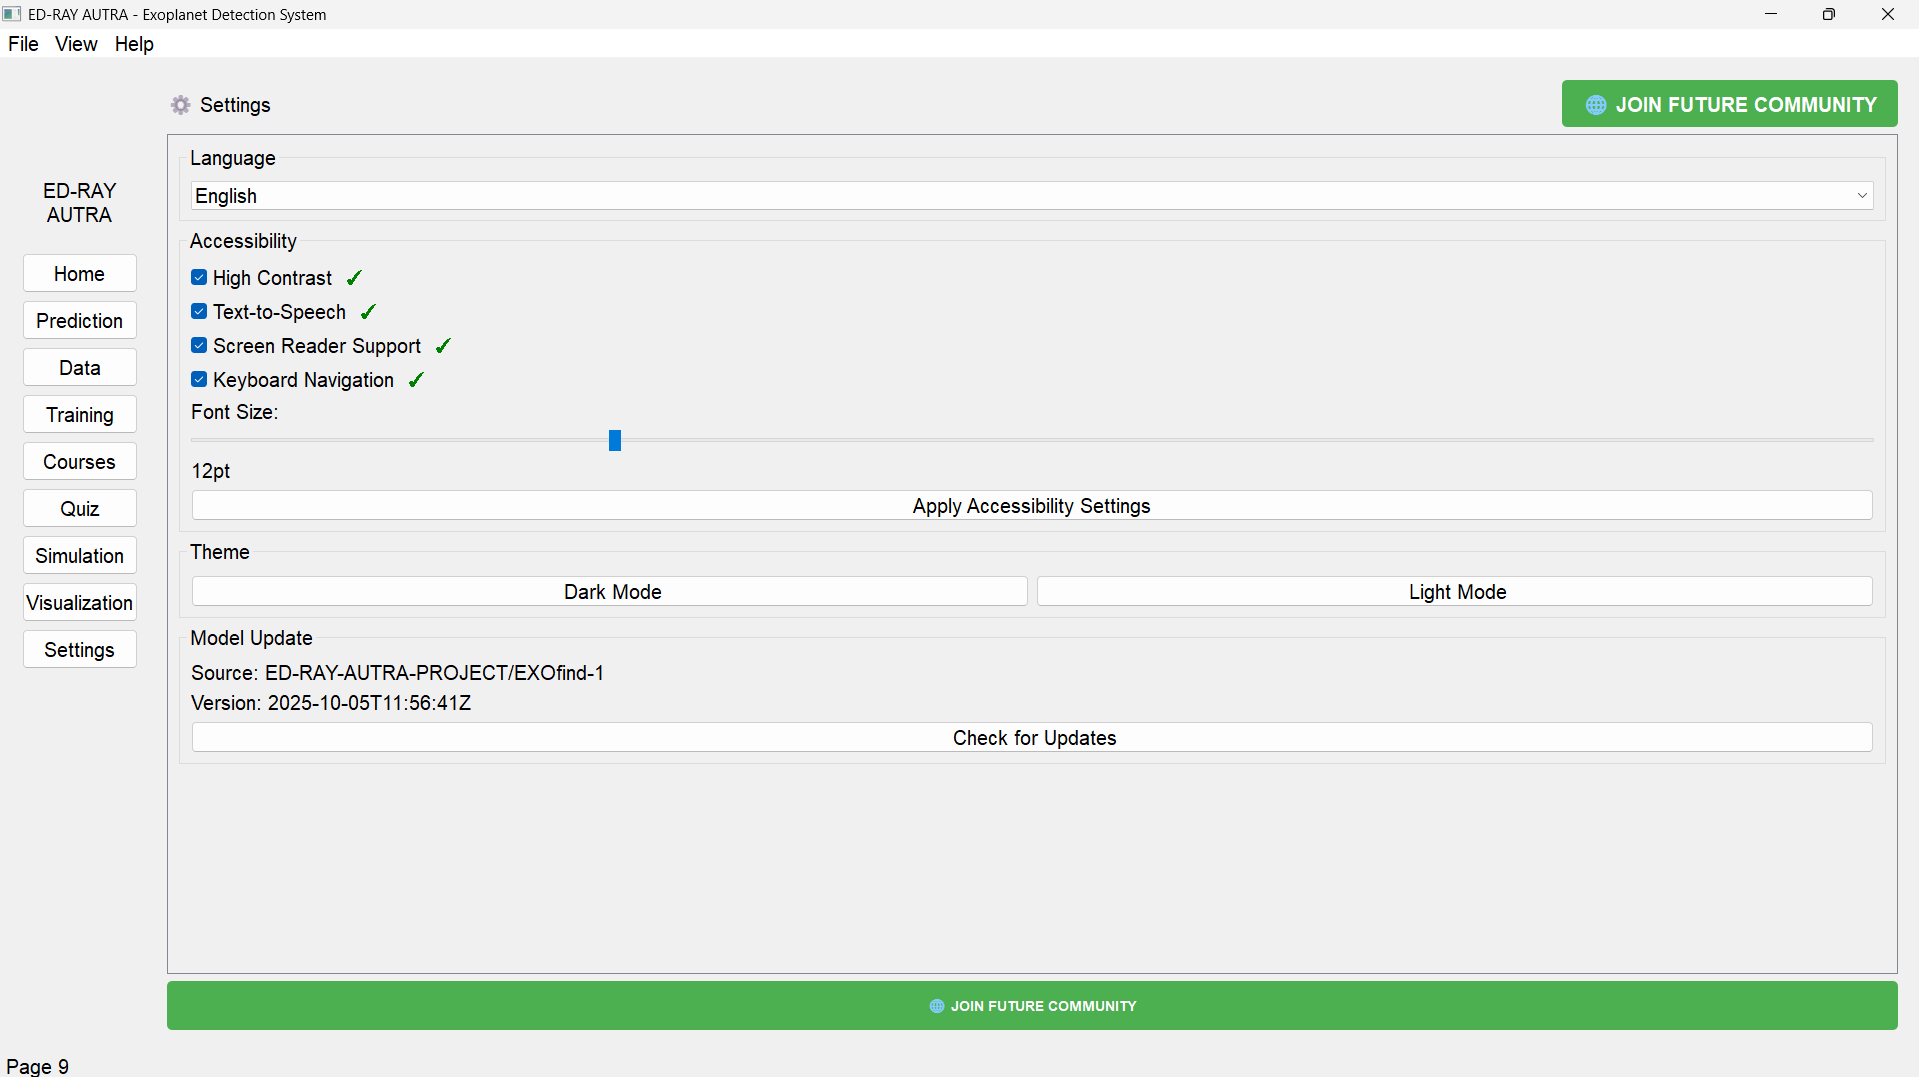 ED-RAY AUTRA - Exoplanet Detection System
File View Help
Settings
JOIN FUTURE COMMUNITY
ED-RAY
AUTRA
Home
Prediction
Data
Training
Courses
Quiz
Simulation
Visualization
Settings
Language
English
Accessibility
High Contrast
Text-to-Speech
Screen Reader Support
Keyboard Navigation
Font Size:
12pt
Apply Accessibility Settings
Theme
Dark Mode
Light Mode
Model Update
Source: ED-RAY-AUTRA-PROJECT/EXOfind-1
Version: 2025-10-05T11:56:41Z
Check for Updates
JOIN FUTURE COMMUNITY
Page 9